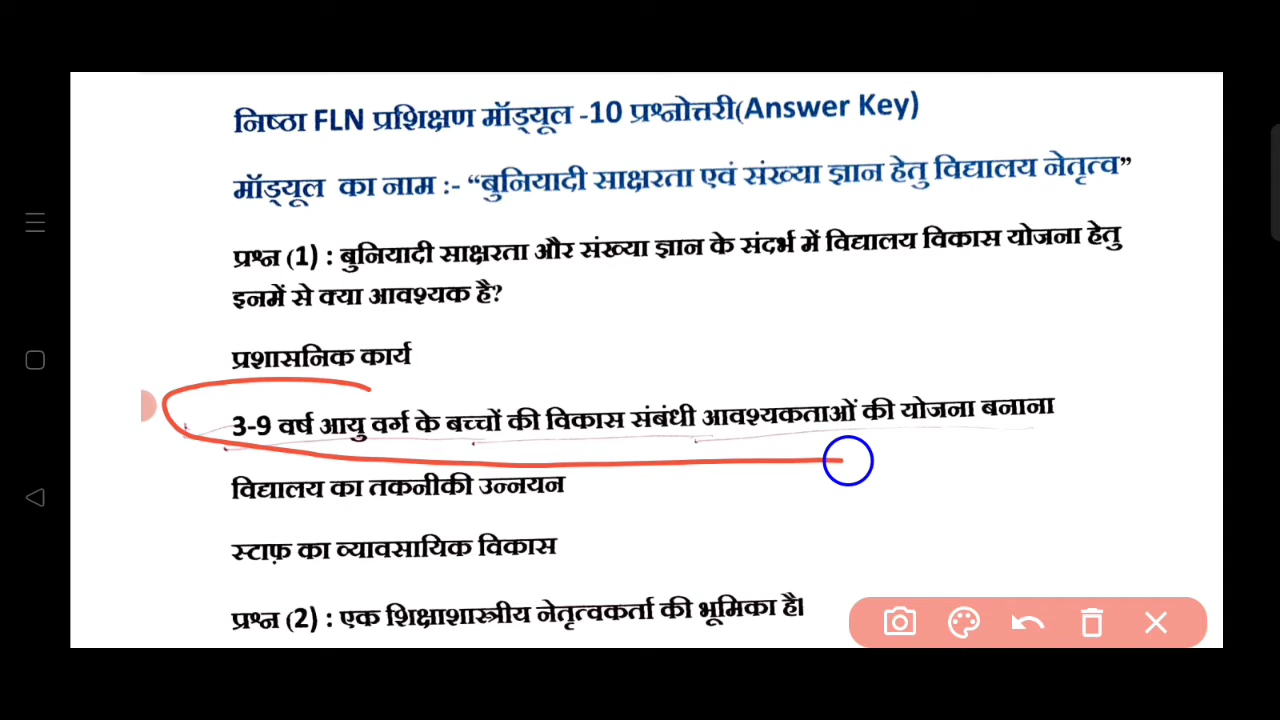 निष्ठा FLN प्रशिक्षण मॉड्यूल -10 प्रश्नोत्तरी(Answer Key)
मॉड्यूल का नाम :- “बुनियादी साक्षरता एवं संख्या ज्ञान हेतु विद्यालय नेतृत्व”
प्रश्न (1) : बुनियादी साक्षरता और संख्या ज्ञान के संदर्भ में विद्यालय विकास योजना हेतु
इनमें से क्या आवश्यक है?
प्रशासनिक कार्य
3-9 वर्ष आयु वर्ग के बच्चों की विकास संबंधी आवश्यकताओं की योजना बनाना
विद्यालय का तकनीकी उन्नयन
स्टाफ़ का व्यावसायिक विकास
प्रश्न (2) : एक शिक्षाशास्त्रीय नेतृत्वकर्ता की भूमिका है।